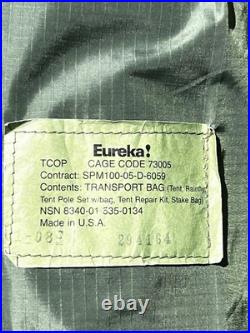 Eureka!
TCOP CAGE CODE 73005
Contract: SPM100-05-D-6059
Contents: TRANSPORT BAG (Tent, Rainfly,
Tent Pole Set w/bag, Tent Repair Kit, Stake Bag)
NSN 8340-01 535-0134
Made in U.S.A.
294164